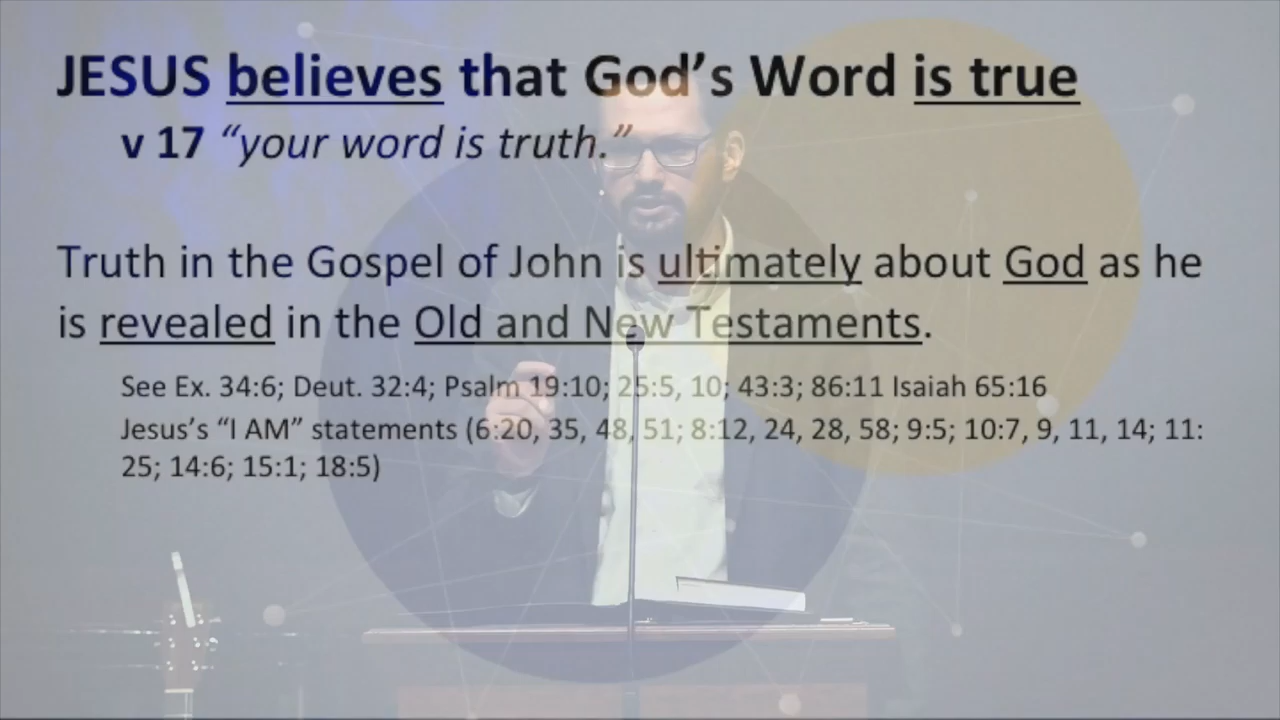 JESUS believes that God’s Word is true
v 17 “your word is truth.”
Truth in the Gospel of John is ultimately about God as he
is revealed in the Old and New Testaments.
See Ex. 34:6; Deut. 32:4; Psalm 19:10; 25:5, 10; 43:3; 86:11 Isaiah 65:16
Jesus’s “I AM” statements (6:20, 35, 48, 51; 8:12, 24, 28, 58; 9:5; 10:7, 9, 11, 14; 11:
25; 14:6; 15:1; 18:5)